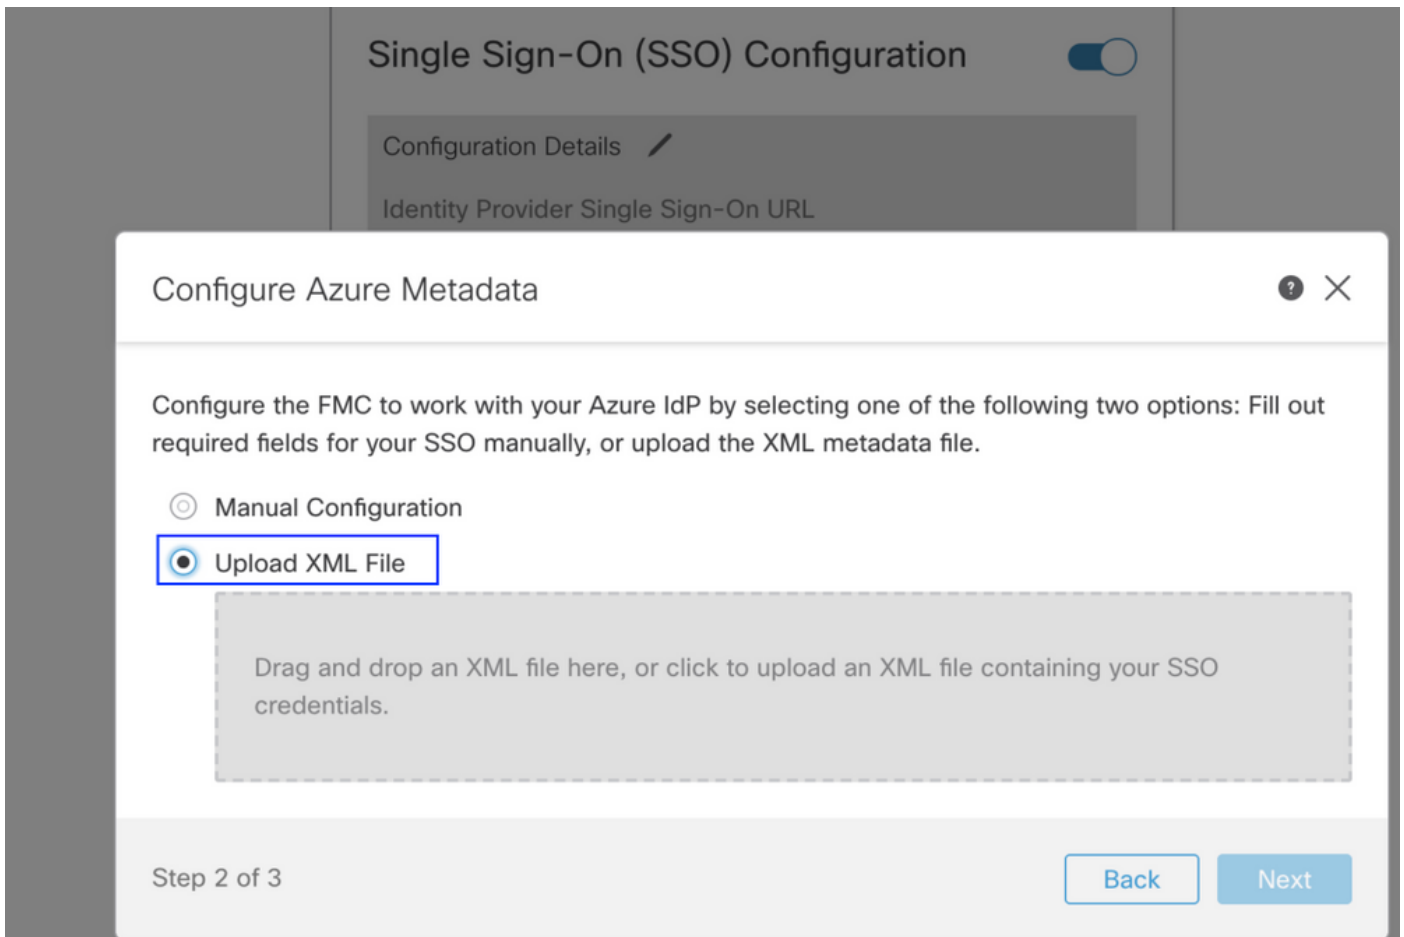 Single Sign-On (SSO) Configuration
Configuration Details
Identity Provider Single Sign-On URL
Configure Azure Metadata
?
Configure the FMC to work with your Azure IdP by selecting one of the following two options: Fill out
required fields for your SSO manually, or upload the XML metadata file.
Manual Configuration
Upload XML File
Drag and drop an XML file here, or click to upload an XML file containing your SSO
credentials.
Step 2 of 3
Back
Next